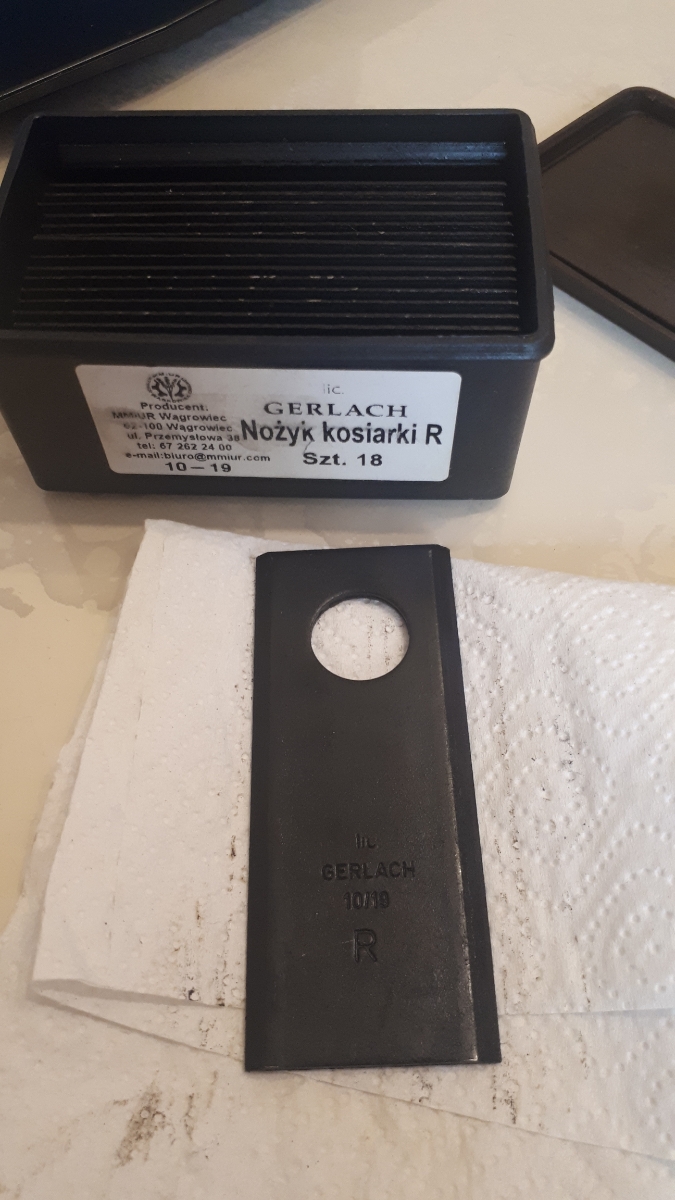 Producent:
MMiUR Wągrowiec
62-100 Wągrowiec
ul. Przemysłowa 38
tel: 67 262 24 00
e-mail:biuro@mmiur.com
10 – 19
lic.
GERLACH
Nożyk kosiarki R
Szt. 18
lic
GERLACH
10/19
R